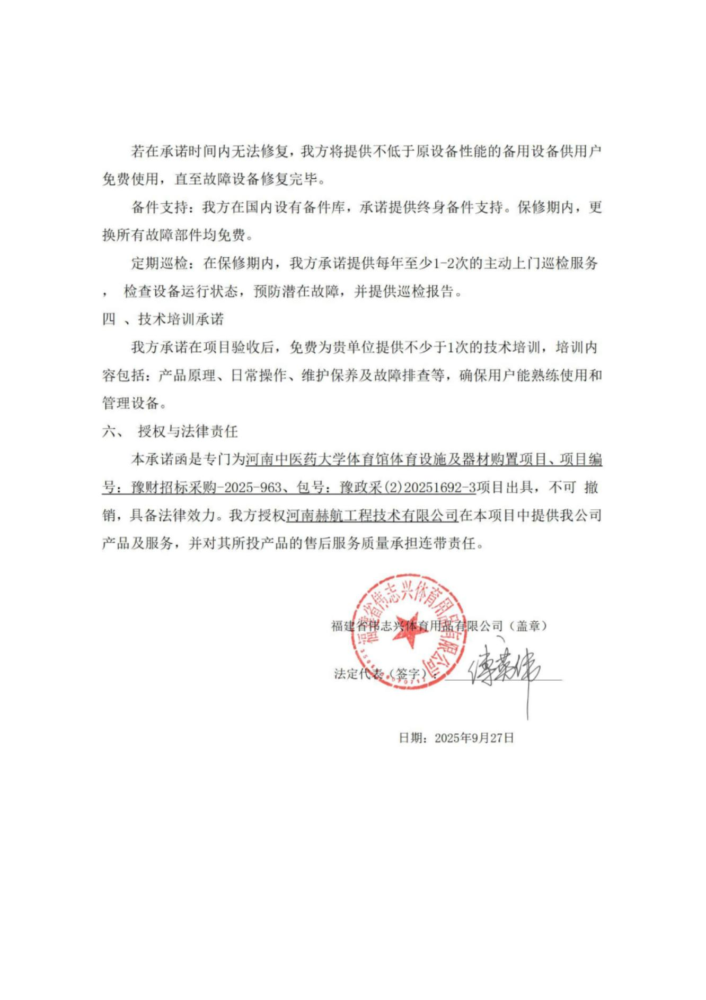 若在承诺时间内无法修复，我方将提供不低于原设备性能的备用设备供用户
免费使用，直至故障设备修复完毕。
备件支持：我方在国内设有备件库，承诺提供终身备件支持。保修期内，更
换所有故障部件均免费。
定期巡检：在保修期内，我方承诺提供每年至少1-2次的主动上门巡检服务
， 检查设备运行状态，预防潜在故障，并提供巡检报告。
四 、技术培训承诺
我方承诺在项目验收后，免费为贵单位提供不少于1次的技术培训，培训内
容包括：产品原理、日常操作、维护保养及故障排查等，确保用户能熟练使用和
管理设备。
六、 授权与法律责任
本承诺函是专门为河南中医药大学体育馆体育设施及器材购置项目、项目编
号：豫财招标采购-2025-963、包号：豫政采(2)20251692-3项目出具，不可 撤
销，具备法律效力。我方授权河南赫航工程技术有限公司在本项目中提供我公司
产品及服务，并对其所投产品的售后服务质量承担连带责任。
福建省伟志兴体育用品有限公司
福建省伟志兴体育用品有限公司（盖章）
法定代表（签字）：傅荣伟
日期：2025年9月27日